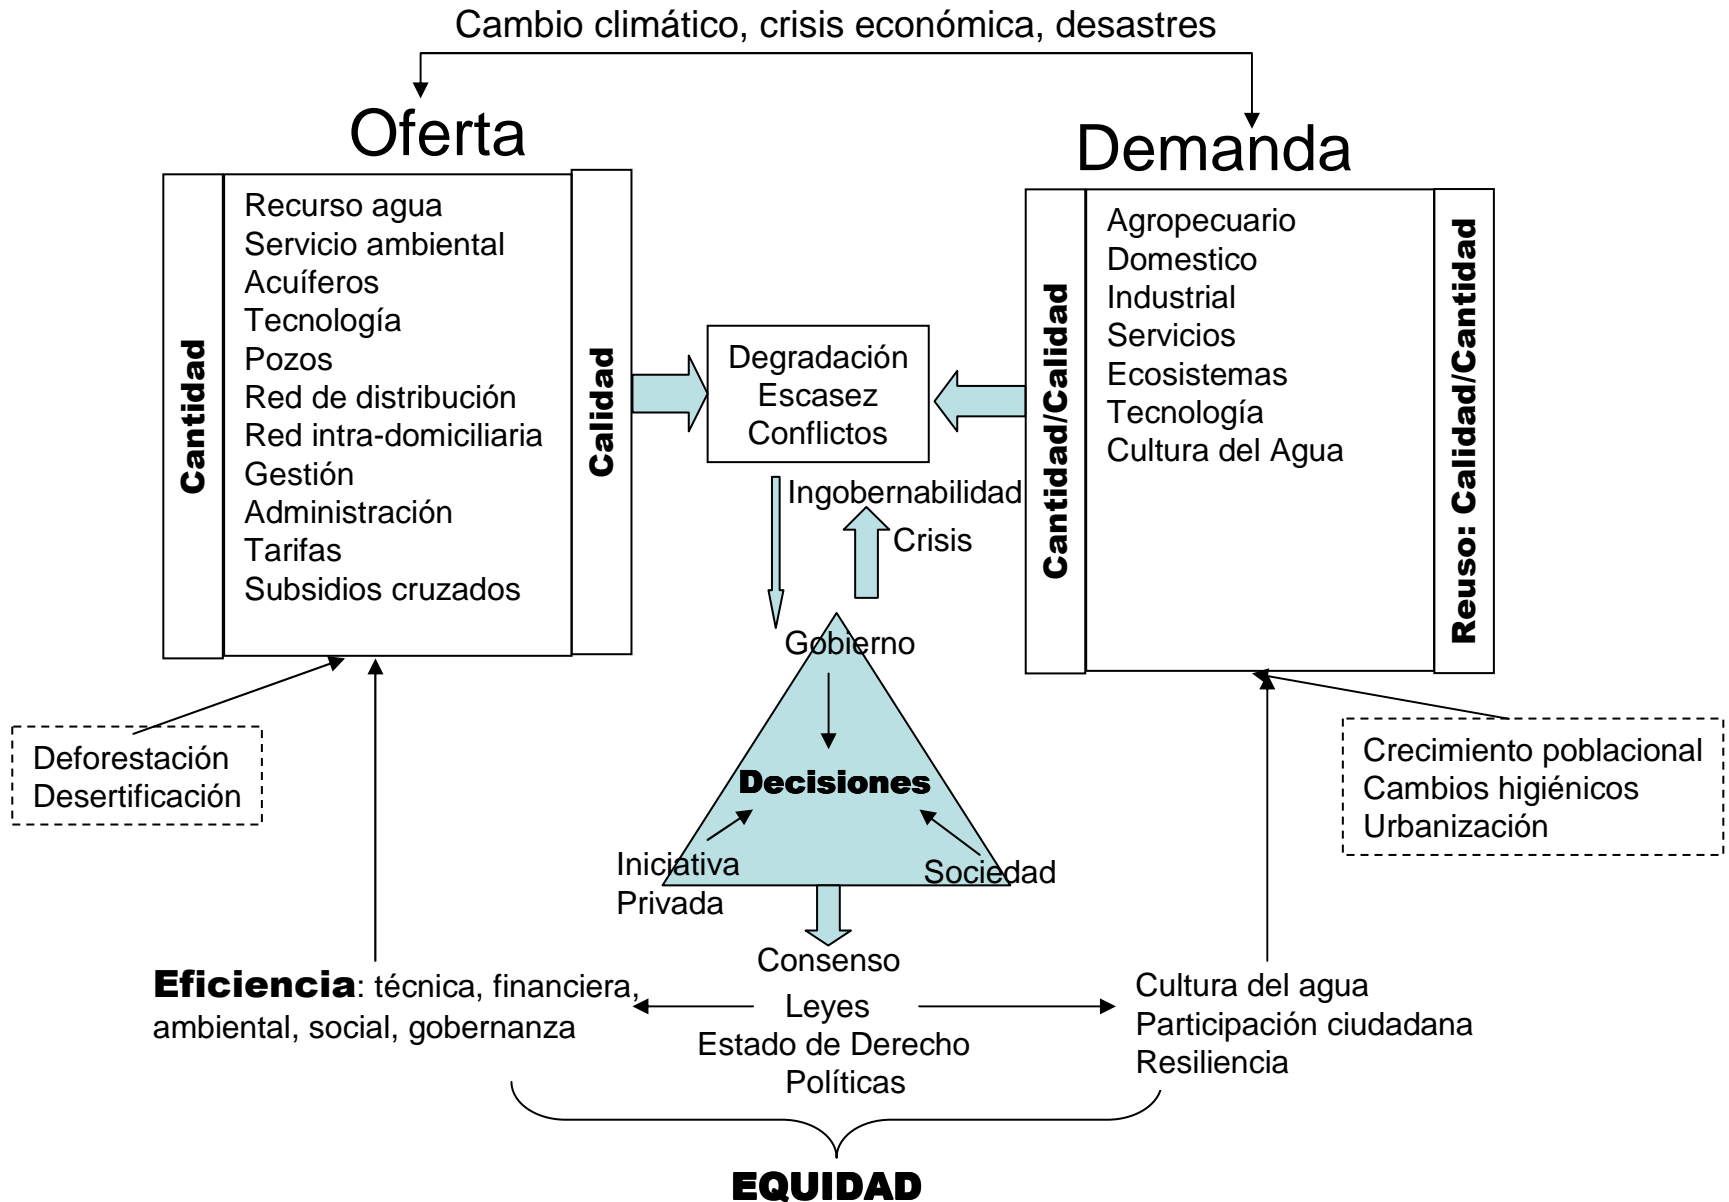 Cambio climático, crisis económica, desastres
Oferta
Demanda
Cantidad
Recurso agua
Servicio ambiental
Acuíferos
Tecnología
Pozos
Red de distribución
Red intra-domiciliaria
Gestión
Administración
Tarifas
Subsidios cruzados
Calidad
Degradación
Escasez
Conflictos
Cantidad/Calidad
Agropecuario
Domestico
Industrial
Servicios
Ecosistemas
Tecnología
Cultura del Agua
Reuso: Calidad/Cantidad
Ingobernabilidad
Crisis
Gobierno
Decisiones
Iniciativa
Privada
Sociedad
Deforestación
Desertificación
Crecimiento poblacional
Cambios higiénicos
Urbanización
Eficiencia: técnica, financiera,
ambiental, social, gobernanza
Consenso
Leyes
Estado de Derecho
Políticas
Cultura del agua
Participación ciudadana
Resiliencia
EQUIDAD